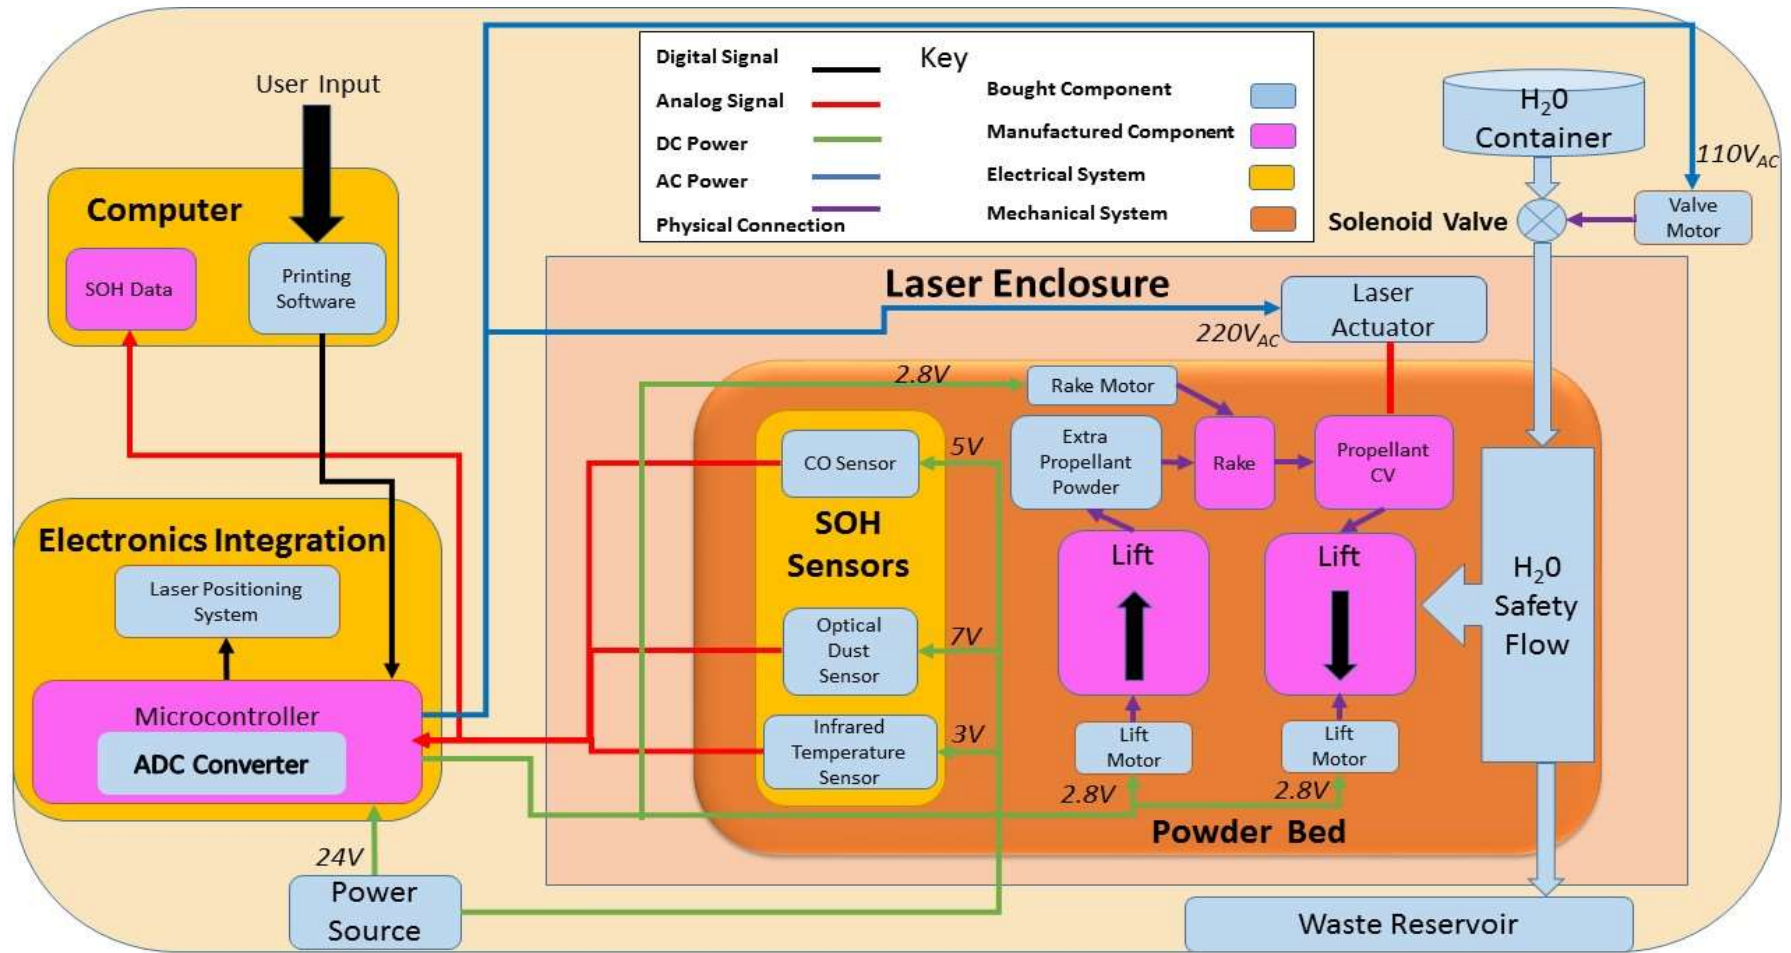 User Input
Computer
SOH Data
Printing
Software
Key
Digital Signal
Analog Signal
DC Power
AC Power
Physical Connection
Bought Component
Manufactured Component
Electrical System
Mechanical System
H₂0
Container
110V_AC
Solenoid Valve
Valve
Motor
Laser Enclosure
Laser
Actuator
220V_AC
2.8V
Rake Motor
CO Sensor
5V
Extra
Propellant
Powder
Rake
Propellant
CV
SOH
Sensors
Lift
Lift
H₂0
Safety
Flow
Electronics Integration
Laser Positioning
System
Optical
Dust
Sensor
7V
Microcontroller
ADC Converter
Infrared
Temperature
Sensor
3V
Lift
Motor
Lift
Motor
2.8V
2.8V
Powder Bed
24V
Power
Source
Waste Reservoir